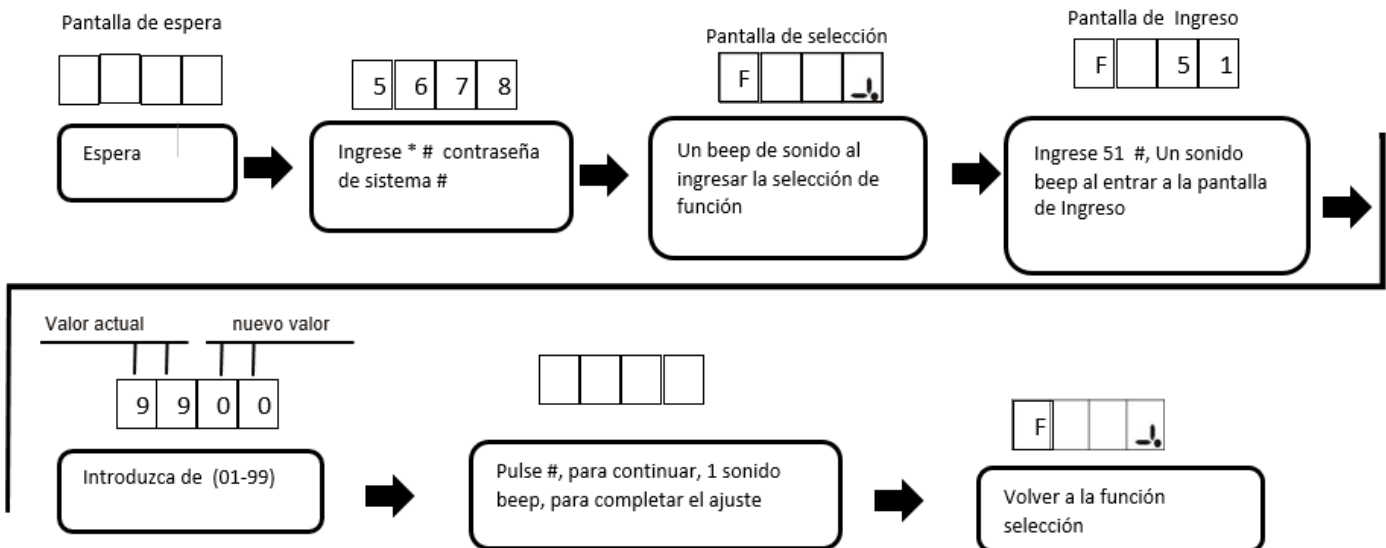 Pantalla de espera
5 6 7 8
Pantalla de selección
F
Pantalla de Ingreso
F 5 1
Espera
Ingrese * # contraseña
de sistema #
Un beep de sonido al
ingresar la selección de
función
Ingrese 51 #, Un sonido
beep al entrar a la pantalla
de Ingreso
Valor actual
nuevo valor
9 9 0 0
Introduzca de (01-99)
Pulse #, para continuar, 1 sonido
beep, para completar el ajuste
F
Volver a la función
selección